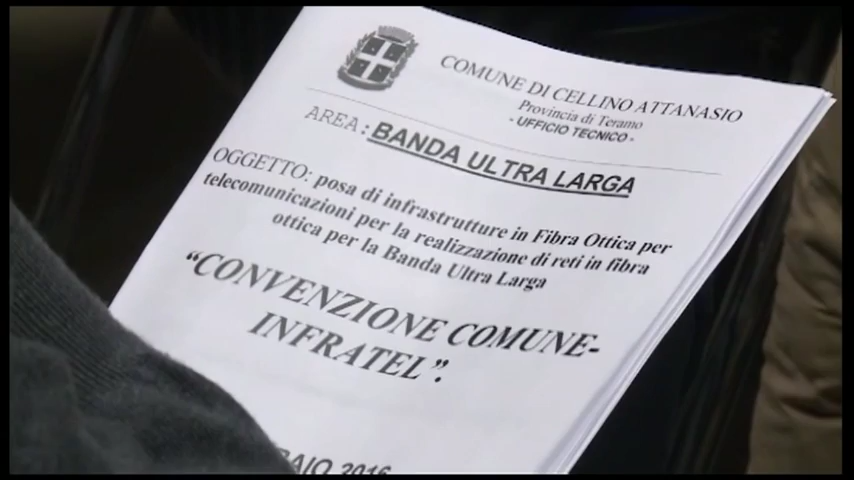 COMUNE DI CELLINO ATTANASIO
Provincia di Teramo
- UFFICIO TECNICO -
AREA: BANDA ULTRA LARGA
OGGETTO: posa di infrastrutture in Fibra Ottica per
telecomunicazioni per la realizzazione di reti in fibra
ottica per la Banda Ultra Larga
“CONVENZIONE COMUNE-
INFRATEL”.
2016